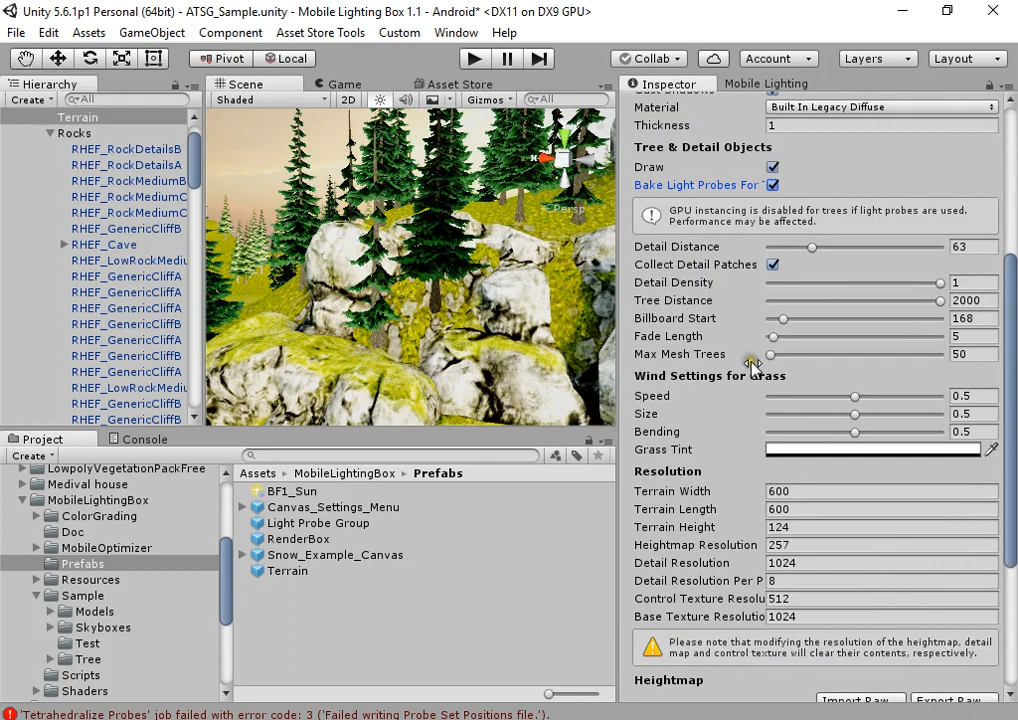 Unity 5.6.1p1 (64bit) - ATSG_Sample.unity - Mobile Lighting Box 1.1 - Android* <DX11 on DX9 GPU>
File Edit Assets GameObject Component Asset Store Tools Custom Window Help
Pivot Local Collab Account Layers Layout
Hierarchy Scene Game Asset Store Inspector Mobile Lighting
Create All Shaded 2D Gizmos All
Terrain
Rocks
RHEF_RockDetailsB
RHEF_RockDetailsA
RHEF_RockMediumB
RHEF_RockMediumC
RHEF_RockMediumC
RHEF_GenericCliffB
RHEF_Cave
RHEF_LowRockMediu
RHEF_GenericCliffA
RHEF_GenericCliffA
RHEF_GenericCliffA
RHEF_GenericCliffB
RHEF_GenericCliffA
RHEF_GenericCliffB
RHEF_GenericCliffA
RHEF_LowRockMediu
RHEF_GenericCliffB
RHEF_GenericCliffB
Persp
Material Built In Legacy Diffuse
Thickness 1
Tree & Detail Objects
Draw
Bake Light Probes For
GPU instancing is disabled for trees if light probes are used.
Performance may be affected.
Detail Distance 63
Collect Detail Patches
Detail Density 1
Tree Distance 2000
Billboard Start 168
Fade Length 5
Max Mesh Trees 50
Wind Settings for Grass
Speed 0.5
Size 0.5
Bending 0.5
Grass Tint
Resolution
Terrain Width 600
Terrain Length 600
Terrain Height 124
Heightmap Resolution 257
Detail Resolution 1024
Detail Resolution Per P 8
Control Texture Resolu 512
Base Texture Resolutio 1024
Please note that modifying the resolution of the heightmap, detail
map and control texture will clear their contents, respectively.
Heightmap
Import Raw... Export Raw...
Project Console
Create
LowpolyVegetationPackFree
Medival house
MobileLightingBox
ColorGrading
Doc
MobileOptimizer
Prefabs
Resources
Sample
Models
Skyboxes
Test
Tree
Scripts
Shaders
Assets MobileLightingBox Prefabs
BF1_Sun
Canvas_Settings_Menu
Light Probe Group
RenderBox
Snow_Example_Canvas
Terrain
'Tetrahedralize Probes' job failed with error code: 3 ('Failed writing Probe Set Positions file.').